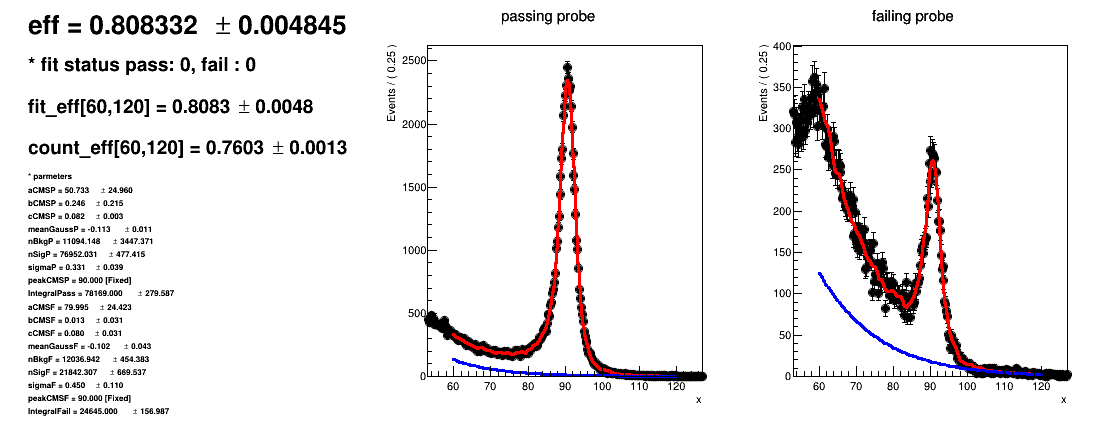 eff = 0.808332 ± 0.004845
* fit status pass: 0, fail : 0
fit_eff[60,120] = 0.8083 ± 0.0048
count_eff[60,120] = 0.7603 ± 0.0013
* parmeters
aCMSP = 50.733 ± 24.960
bCMSP = 0.246 ± 0.215
cCMSP = 0.082 ± 0.003
meanGaussP = -0.113 ± 0.011
nBkgP = 11094.148 ± 3447.371
nSigP = 76952.031 ± 477.415
sigmaP = 0.331 ± 0.039
peakCMSP = 90.000 [Fixed]
IntegralPass = 78169.000 ± 279.587
aCMSF = 79.995 ± 24.423
bCMSF = 0.013 ± 0.031
cCMSF = 0.080 ± 0.031
meanGaussF = -0.102 ± 0.043
nBkgF = 12036.942 ± 454.383
nSigF = 21842.307 ± 669.537
sigmaF = 0.450 ± 0.110
peakCMSF = 90.000 [Fixed]
IntegralFail = 24645.000 ± 156.987
passing probe
Events / ( 0.25 )
2500
2000
1500
1000
500
0
60 70 80 90 100 110 120
x
failing probe
Events / ( 0.25 )
400
350
300
250
200
150
100
50
0
60 70 80 90 100 110 120
x